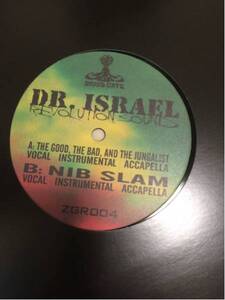 DR. ISRAEL
REVOLUTION SOUND
A: THE GOOD, THE BAD, AND THE JUNGALIST
VOCAL INSTRUMENTAL ACCAPELLA
B: NIB SLAM
VOCAL INSTRUMENTAL ACCAPELLA
ZGR004